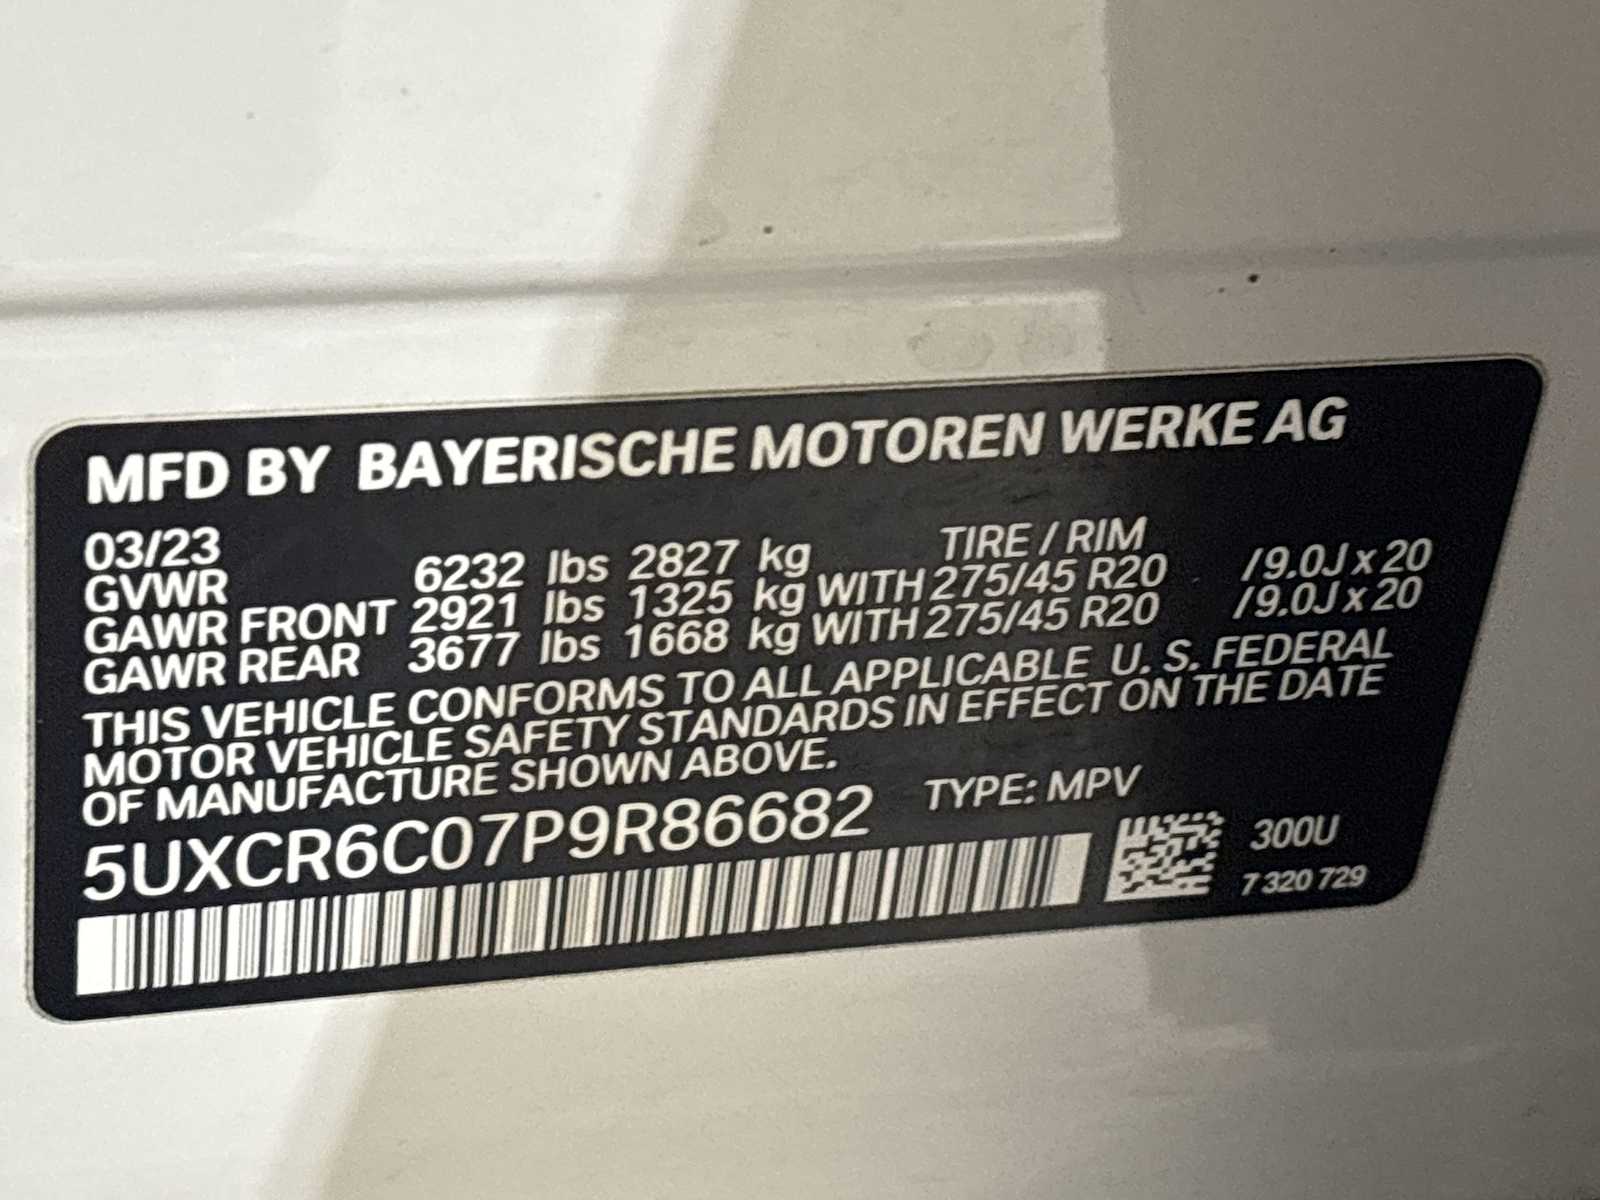 MFD BY BAYERISCHE MOTOREN WERKE AG
03/23 TIRE / RIM
GVWR 6232 lbs 2827 kg
GAWR FRONT 2921 lbs 1325 kg WITH 275/45 R20 /9.0J x 20
GAWR REAR 3677 lbs 1668 kg WITH 275/45 R20 /9.0J x 20
THIS VEHICLE CONFORMS TO ALL APPLICABLE U. S. FEDERAL
MOTOR VEHICLE SAFETY STANDARDS IN EFFECT ON THE DATE
OF MANUFACTURE SHOWN ABOVE.
5UXCR6C07P9R86682 TYPE: MPV
300U
7 320 729